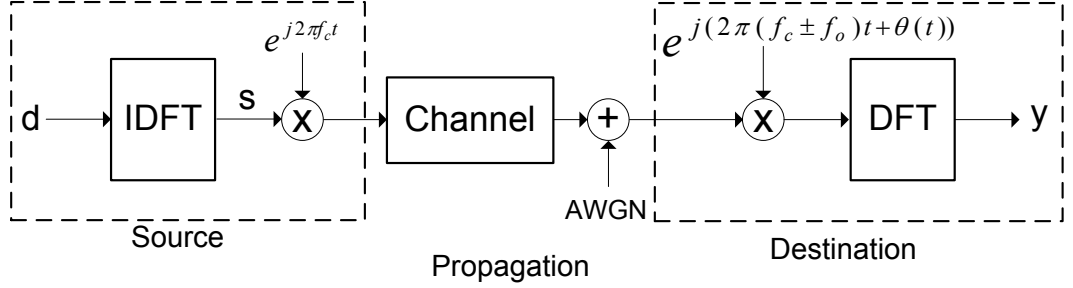 e^{j2πf_c t}
e^{j(2π(f_c ± f_o)t+θ(t))}
d
IDFT
s
x
Channel
+
x
DFT
y
AWGN
Source
Propagation
Destination